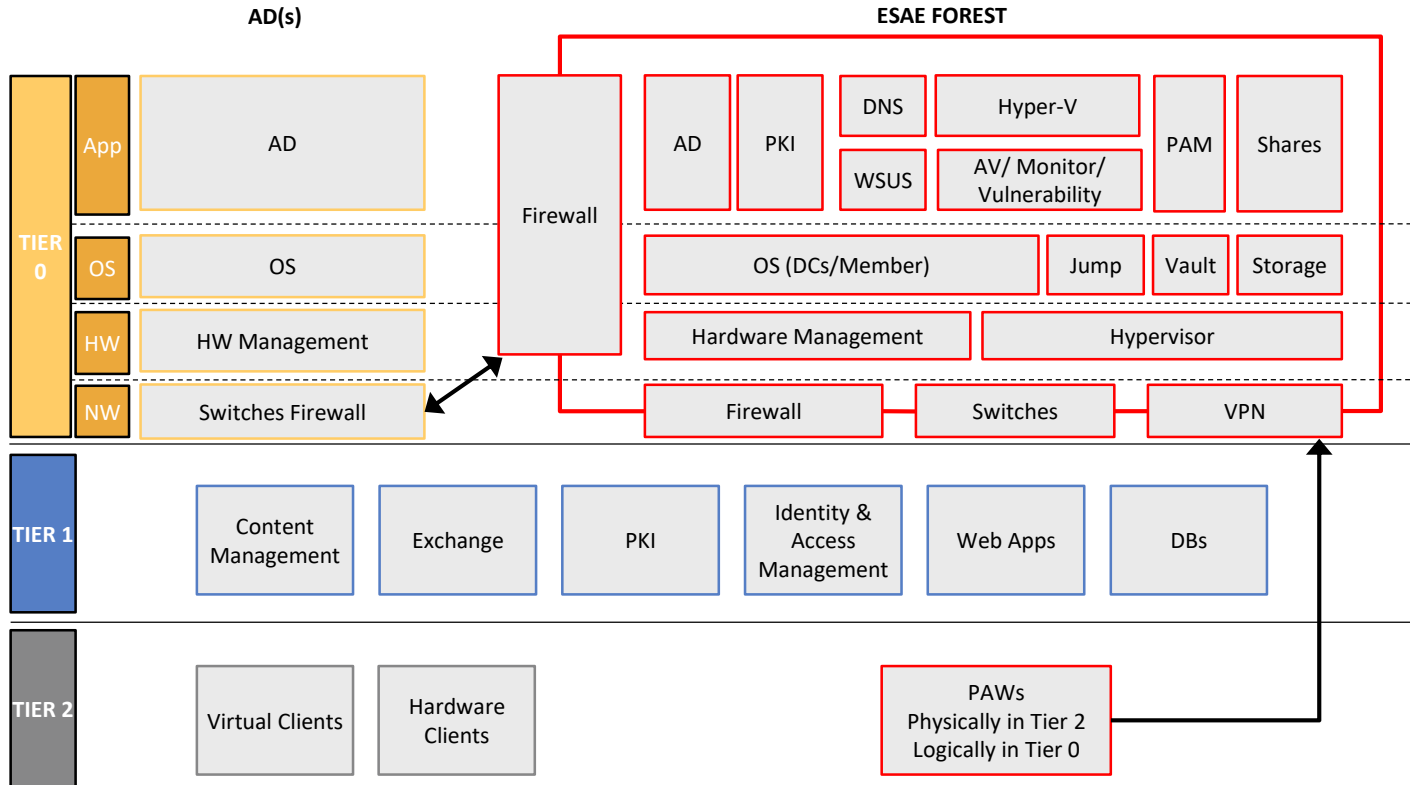 AD(s)
ESAE FOREST
TIER
0
App
AD
Firewall
AD
PKI
DNS
WSUS
Hyper-V
AV/ Monitor/
Vulnerability
PAM
Shares
OS
OS
OS (DCs/Member)
Jump
Vault
Storage
HW
HW Management
Hardware Management
Hypervisor
NW
Switches Firewall
Firewall
Switches
VPN
TIER 1
Content
Management
Exchange
PKI
Identity &
Access
Management
Web Apps
DBs
TIER 2
Virtual Clients
Hardware
Clients
PAWs
Physically in Tier 2
Logically in Tier 0